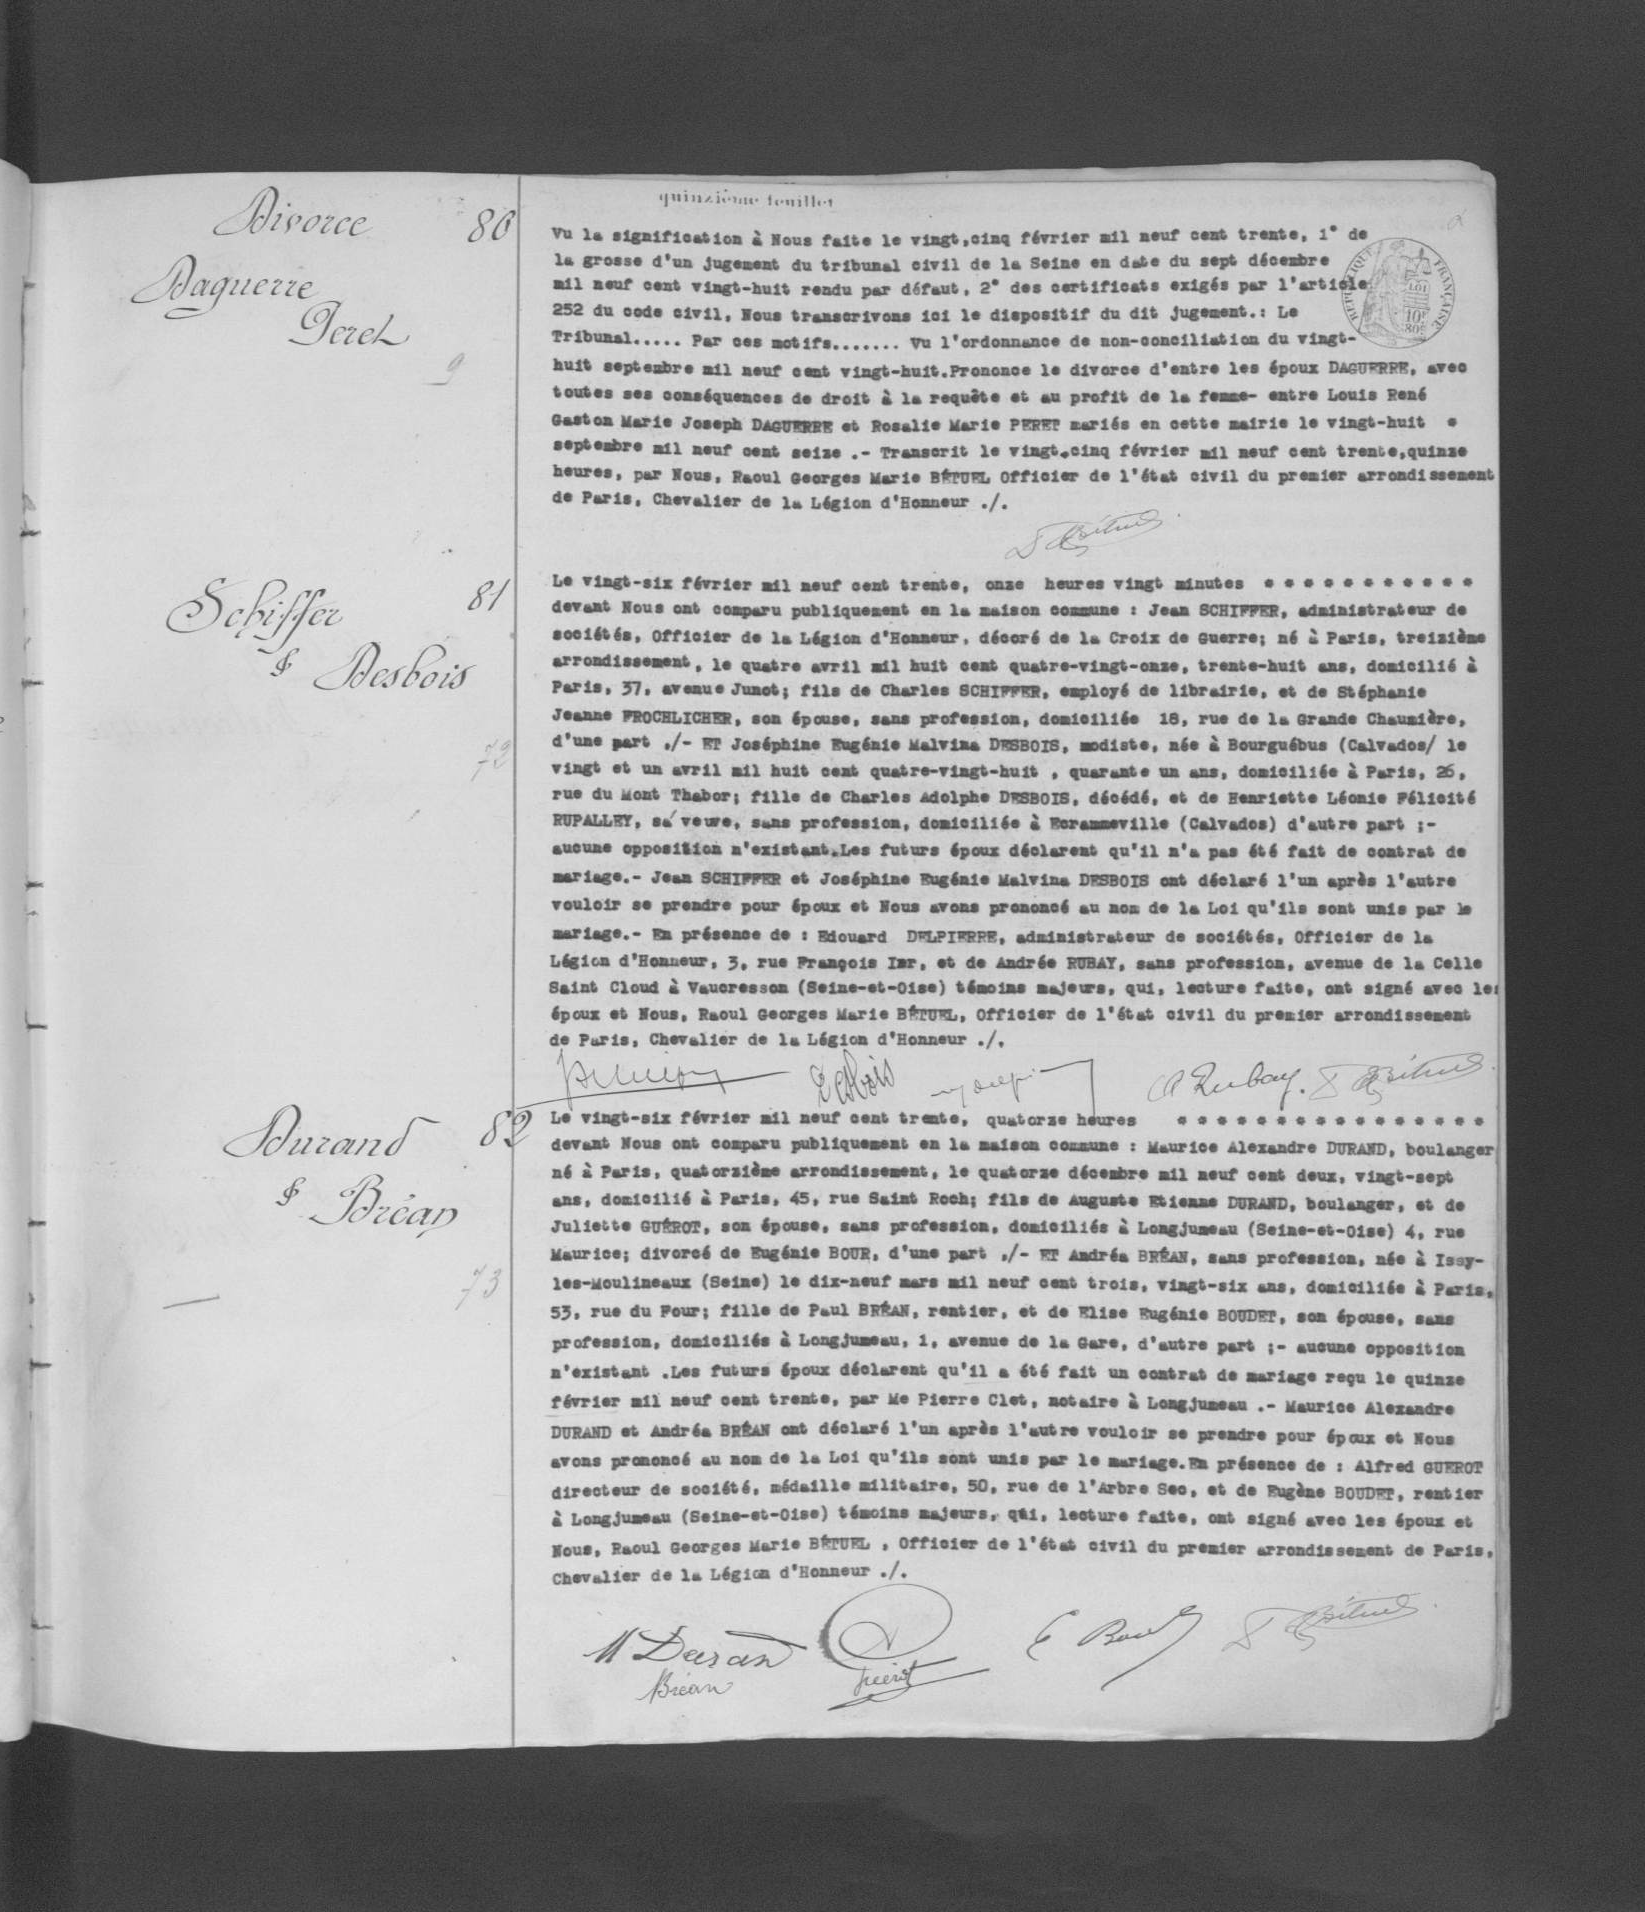 quinzième feuillet
Divorce 80
Daguerre
Peret
9
Vu la signification à Nous faite le vingt,cinq février mil neuf cent trente, 1° de
la grosse d'un jugement du tribunal civil de la Seine en date du sept décembre
mil neuf cent vingt-huit rendu par défaut, 2° des certificats exigés par l'article
252 du code civil, Nous transcrivons ici le dispositif du dit jugement.: Le
Tribunal..... Par ces motifs....... Vu l'ordonnance de non-conciliation du vingt-
huit septembre mil neuf cent vingt-huit.Prononce le divorce d'entre les époux DAGUERRE, avec
toutes ses conséquences de droit à la requête et au profit de la femme- entre Louis René
Gaston Marie Joseph DAGUERRE et Rosalie Marie PERET mariés en cette mairie le vingt-huit *
septembre mil neuf cent seize .- Transcrit le vingt,cinq février mil neuf cent trente,quinze
heures, par Nous, Raoul Georges Marie BÉTUEL Officier de l'état civil du premier arrondissement
de Paris, Chevalier de la Légion d'Honneur ./.
RÉPUBLIQUE FRANÇAISE
LOI
10F
80c
Bétuel
Schiffer 81
& Desbois
72
Le vingt-six février mil neuf cent trente, onze heures vingt minutes * * * * * * * * * * *
devant Nous ont comparu publiquement en la maison commune : Jean SCHIFFER, administrateur de
sociétés, Officier de la Légion d'Honneur, décoré de la Croix de Guerre; né à Paris, treizième
arrondissement, le quatre avril mil huit cent quatre-vingt-onze, trente-huit ans, domicilié à
Paris, 37, avenue Junot; fils de Charles SCHIFFER, employé de librairie, et de Stéphanie
Jeanne FROCHLICHER, son épouse, sans profession, domiciliée 18, rue de la Grande Chaumière,
d'une part ./- ET Joséphine Eugénie Malvina DESBOIS, modiste, née à Bourguébus (Calvados/ le
vingt et un avril mil huit cent quatre-vingt-huit , quarante un ans, domiciliée à Paris, 26,
rue du Mont Thabor; fille de Charles Adolphe DESBOIS, décédé, et de Henriette Léonie Félicité
RUPALLEY, sa veuve, sans profession, domiciliée à Ecrammeville (Calvados) d'autre part ;-
aucune opposition n'existant.Les futurs époux déclarent qu'il n'a pas été fait de contrat de
mariage.- Jean SCHIFFER et Joséphine Eugénie Malvina DESBOIS ont déclaré l'un après l'autre
vouloir se prendre pour époux et Nous avons prononcé au nom de la Loi qu'ils sont unis par le
mariage.- En présence de : Edouard DELPIERRE, administrateur de sociétés, Officier de la
Légion d'Honneur, 3, rue François Ier, et de Andrée RUBAY, sans profession, avenue de la Celle
Saint Cloud à Vaucresson (Seine-et-Oise) témoins majeurs, qui, lecture faite, ont signé avec les
époux et Nous, Raoul Georges Marie BÉTUEL, Officier de l'état civil du premier arrondissement
de Paris, Chevalier de la Légion d'Honneur ./.
Desbois A Rubay. Bétuel
Durand 82
& Bréan
73
Le vingt-six février mil neuf cent trente, quatorze heures * * * * * * * * * * * * * * * *
devant Nous ont comparu publiquement en la maison commune : Maurice Alexandre DURAND, boulanger
né à Paris, quatorzième arrondissement, le quatorze décembre mil neuf cent deux, vingt-sept
ans, domicilié à Paris, 45, rue Saint Roch; fils de Auguste Etienne DURAND, boulanger, et de
Juliette GUÉROT, son épouse, sans profession, domiciliés à Longjumeau (Seine-et-Oise) 4, rue
Maurice; divorcé de Eugénie BOUR, d'une part ./- ET Andréa BRÉAN, sans profession, née à Issy-
les-Moulineaux (Seine) le dix-neuf mars mil neuf cent trois, vingt-six ans, domiciliée à Paris,
53, rue du Four; fille de Paul BRÉAN, rentier, et de Elise Eugénie BOUDET, son épouse, sans
profession, domiciliés à Longjumeau, 1, avenue de la Gare, d'autre part ;- aucune opposition
n'existant .Les futurs époux déclarent qu'il a été fait un contrat de mariage reçu le quinze
février mil neuf cent trente, par Me Pierre Clet, notaire à Longjumeau .- Maurice Alexandre
DURAND et Andréa BRÉAN ont déclaré l'un après l'autre vouloir se prendre pour époux et Nous
avons prononcé au nom de la Loi qu'ils sont unis par le mariage.En présence de : Alfred GUEROT
directeur de société, médaille militaire, 50, rue de l'Arbre Sec, et de Eugène BOUDET, rentier
à Longjumeau (Seine-et-Oise) témoins majeurs, qui, lecture faite, ont signé avec les époux et
Nous, Raoul Georges Marie BÉTUEL , Officier de l'état civil du premier arrondissement de Paris,
Chevalier de la Légion d'Honneur ./.
M Durand Guérot E Boudet Bétuel
Bréan